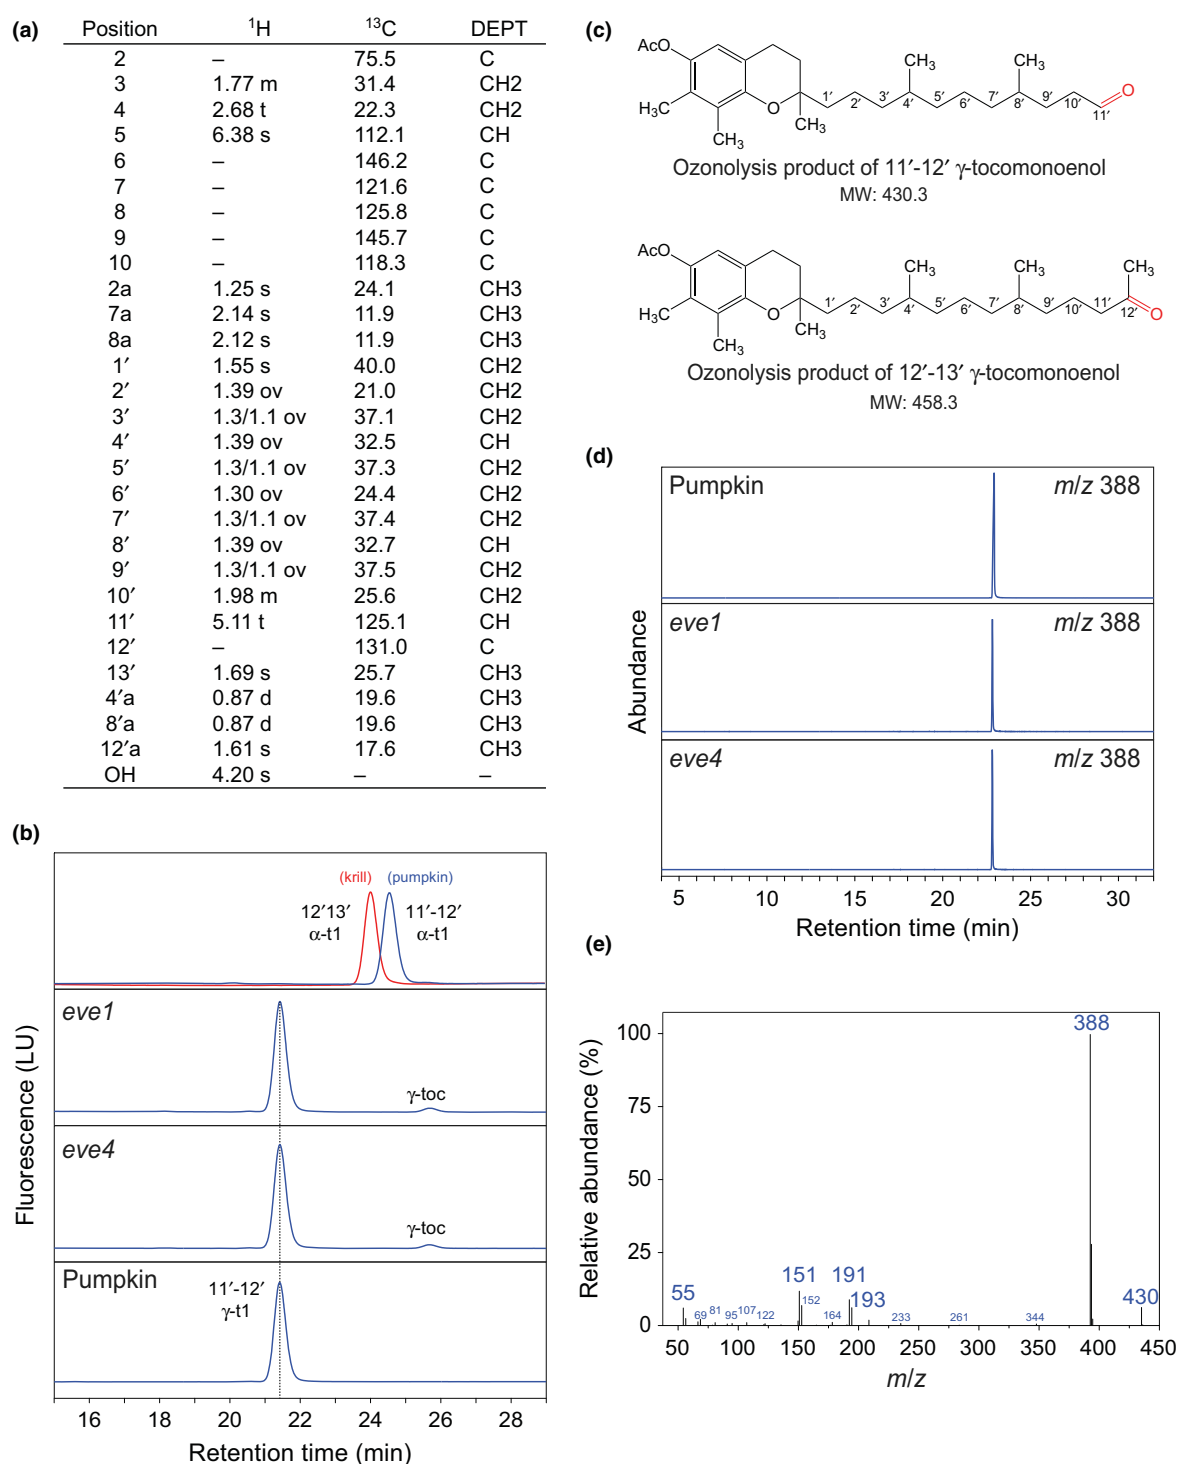 (a)
Position ¹H ¹³C DEPT
2 – 75.5 C
3 1.77 m 31.4 CH2
4 2.68 t 22.3 CH2
5 6.38 s 112.1 CH
6 – 146.2 C
7 – 121.6 C
8 – 125.8 C
9 – 145.7 C
10 – 118.3 C
2a 1.25 s 24.1 CH3
7a 2.14 s 11.9 CH3
8a 2.12 s 11.9 CH3
1′ 1.55 s 40.0 CH2
2′ 1.39 ov 21.0 CH2
3′ 1.3/1.1 ov 37.1 CH2
4′ 1.39 ov 32.5 CH
5′ 1.3/1.1 ov 37.3 CH2
6′ 1.30 ov 24.4 CH2
7′ 1.3/1.1 ov 37.4 CH2
8′ 1.39 ov 32.7 CH
9′ 1.3/1.1 ov 37.5 CH2
10′ 1.98 m 25.6 CH2
11′ 5.11 t 125.1 CH
12′ – 131.0 C
13′ 1.69 s 25.7 CH3
4′a 0.87 d 19.6 CH3
8′a 0.87 d 19.6 CH3
12′a 1.61 s 17.6 CH3
OH 4.20 s – –
(b)
(krill) (pumpkin)
12′13′ 11′-12′
α-t1 α-t1
eve1
γ-toc
eve4
γ-toc
Pumpkin
11′-12′
γ-t1
Fluorescence (LU)
16 18 20 22 24 26 28
Retention time (min)
(c)
AcO CH₃ CH₃ O
H₃C CH₃ O CH₃ 1′ 2′ 3′ 4′ 5′ 6′ 7′ 8′ 9′ 10′ 11′
Ozonolysis product of 11′-12′ γ-tocomonoenol
MW: 430.3
AcO CH₃ CH₃ CH₃
H₃C CH₃ O CH₃ 1′ 2′ 3′ 4′ 5′ 6′ 7′ 8′ 9′ 10′ 11′ 12′ O
Ozonolysis product of 12′-13′ γ-tocomonoenol
MW: 458.3
(d)
Pumpkin m/z 388
eve1 m/z 388
eve4 m/z 388
Abundance
5 10 15 20 25 30
Retention time (min)
(e)
Relative abundance (%)
100
75
50
25
0
388
55 69 81 95 107 122 151 152 164 191 193 233 261 344 430
50 100 150 200 250 300 350 400 450
m/z